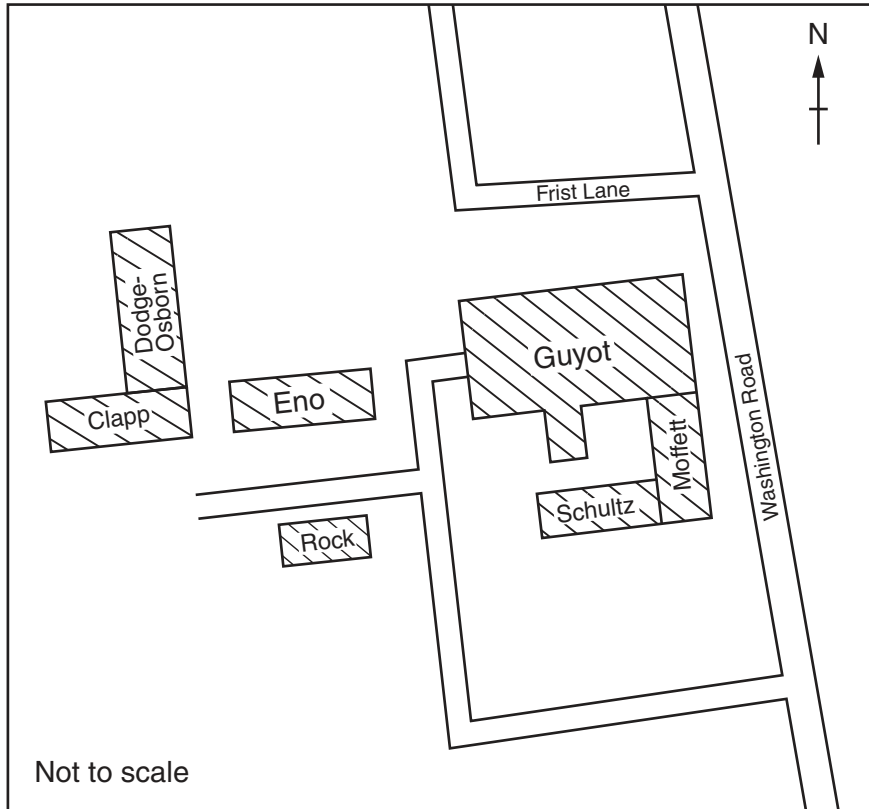 N
Frist Lane
Dodge-
Osborn
Guyot
Eno
Clapp
Washington Road
Moffett
Schultz
Rock
Not to scale